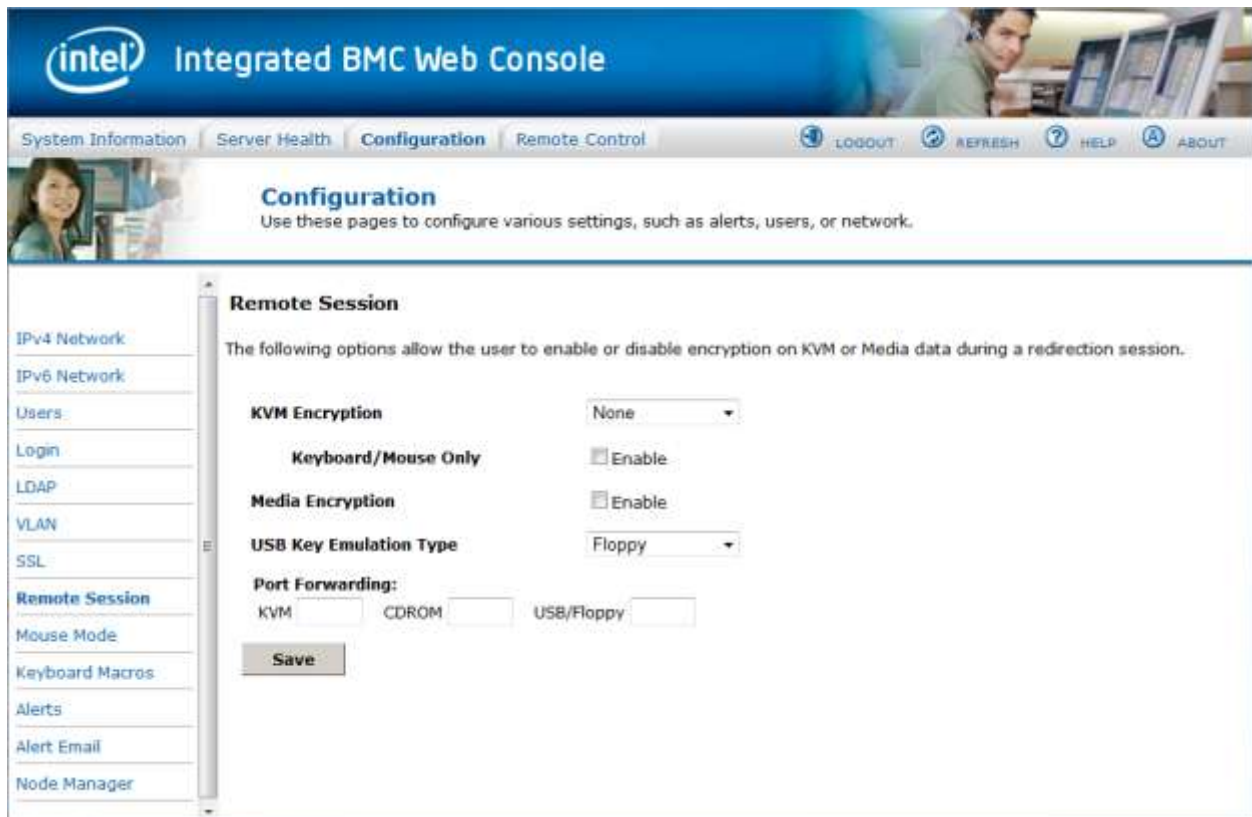 intel Integrated BMC Web Console
System Information Server Health Configuration Remote Control LOGOUT REFRESH HELP ABOUT
Configuration
Use these pages to configure various settings, such as alerts, users, or network.
IPv4 Network
IPv6 Network
Users
Login
LDAP
VLAN
SSL
Remote Session
Mouse Mode
Keyboard Macros
Alerts
Alert Email
Node Manager
Remote Session
The following options allow the user to enable or disable encryption on KVM or Media data during a redirection session.
KVM Encryption None
Keyboard/Mouse Only Enable
Media Encryption Enable
USB Key Emulation Type Floppy
Port Forwarding:
KVM CDROM USB/Floppy
Save